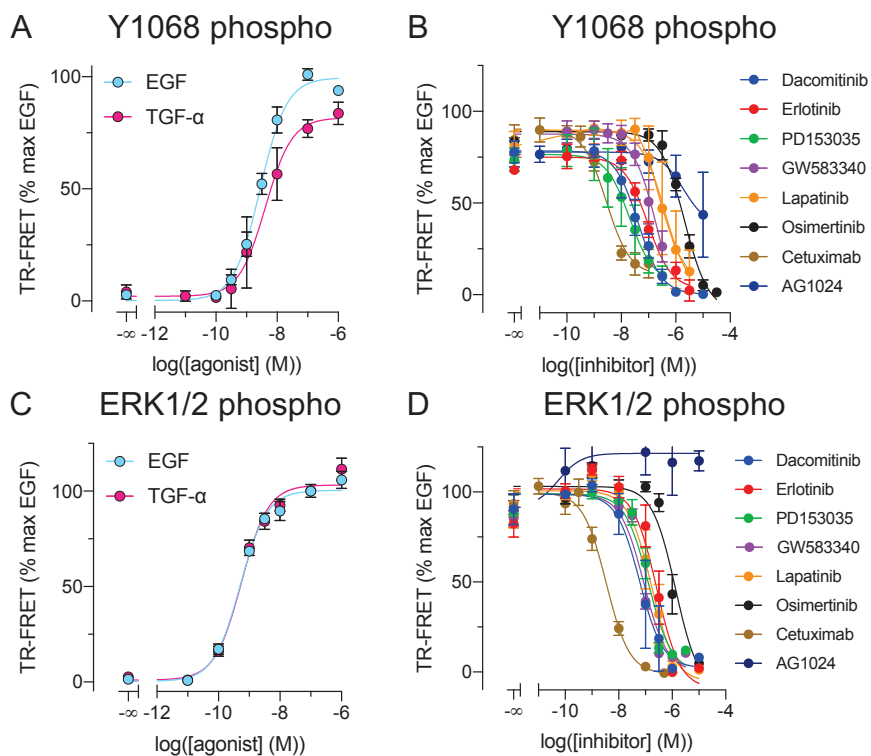 A Y1068 phospho
TR-FRET (% max EGF)
100
50
0
EGF
TGF-α
-∞ -12 -10 -8 -6
log([agonist] (M))
B Y1068 phospho
TR-FRET (% max EGF)
100
50
0
-∞ -10 -8 -6 -4
log([inhibitor] (M))
Dacomitinib
Erlotinib
PD153035
GW583340
Lapatinib
Osimertinib
Cetuximab
AG1024
C ERK1/2 phospho
TR-FRET (% max EGF)
100
50
0
EGF
TGF-α
-∞ -12 -10 -8 -6
log([agonist] (M))
D ERK1/2 phospho
TR-FRET (% max EGF)
100
50
0
-∞ -10 -8 -6 -4
log([inhibitor] (M))
Dacomitinib
Erlotinib
PD153035
GW583340
Lapatinib
Osimertinib
Cetuximab
AG1024